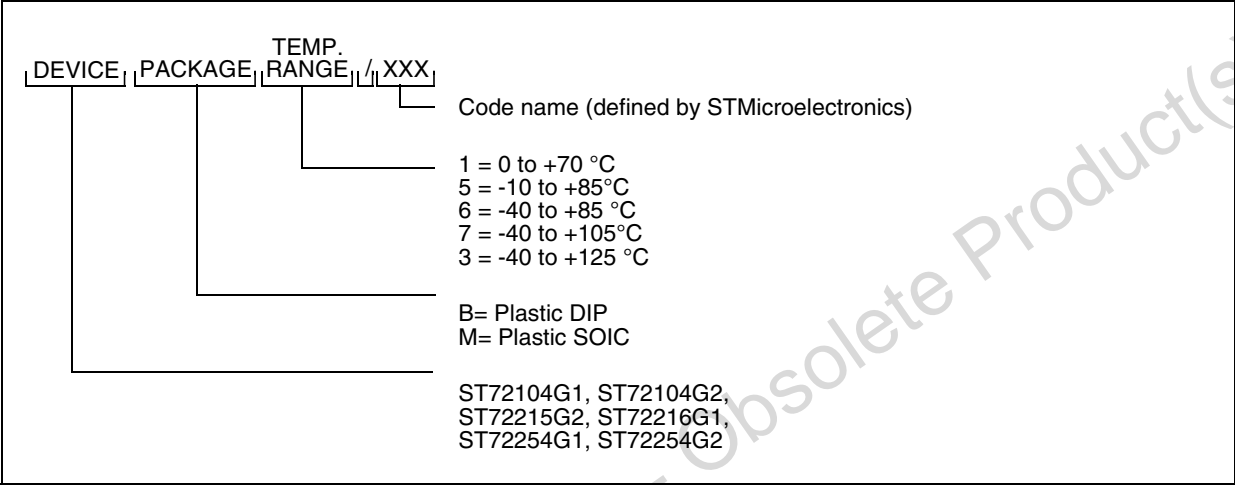 TEMP.
DEVICE PACKAGE RANGE / XXX
Code name (defined by STMicroelectronics)
1 = 0 to +70 °C
5 = -10 to +85°C
6 = -40 to +85 °C
7 = -40 to +105°C
3 = -40 to +125 °C
B= Plastic DIP
M= Plastic SOIC
ST72104G1, ST72104G2,
ST72215G2, ST72216G1,
ST72254G1, ST72254G2
Obsolete Product(s